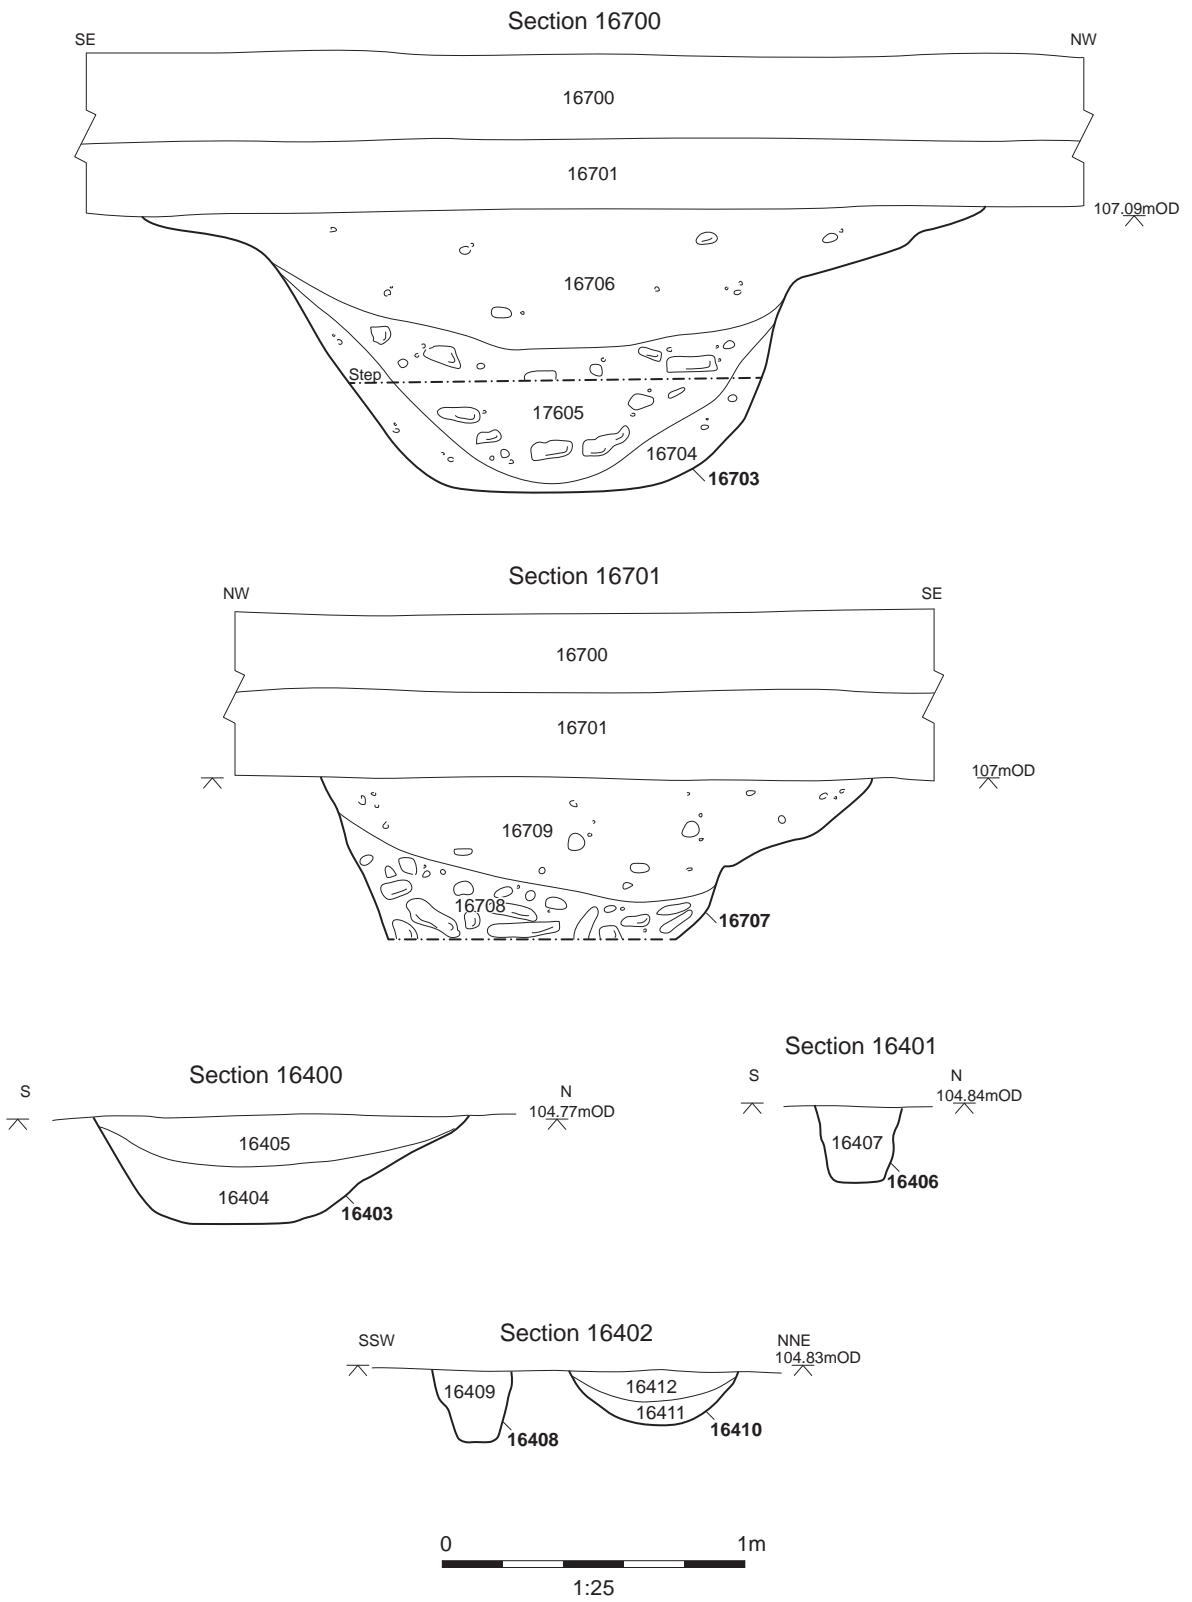 Section 16700
SE
NW
16700
16701
107.09mOD
16706
Step
17605
16704
16703
Section 16701
NW
SE
16700
16701
107mOD
16709
16708
16707
Section 16400
S
N
104.77mOD
16405
16404
16403
Section 16401
S
N
104.84mOD
16407
16406
Section 16402
SSW
NNE
104.83mOD
16409
16412
16411
16408
16410
0
1m
1:25